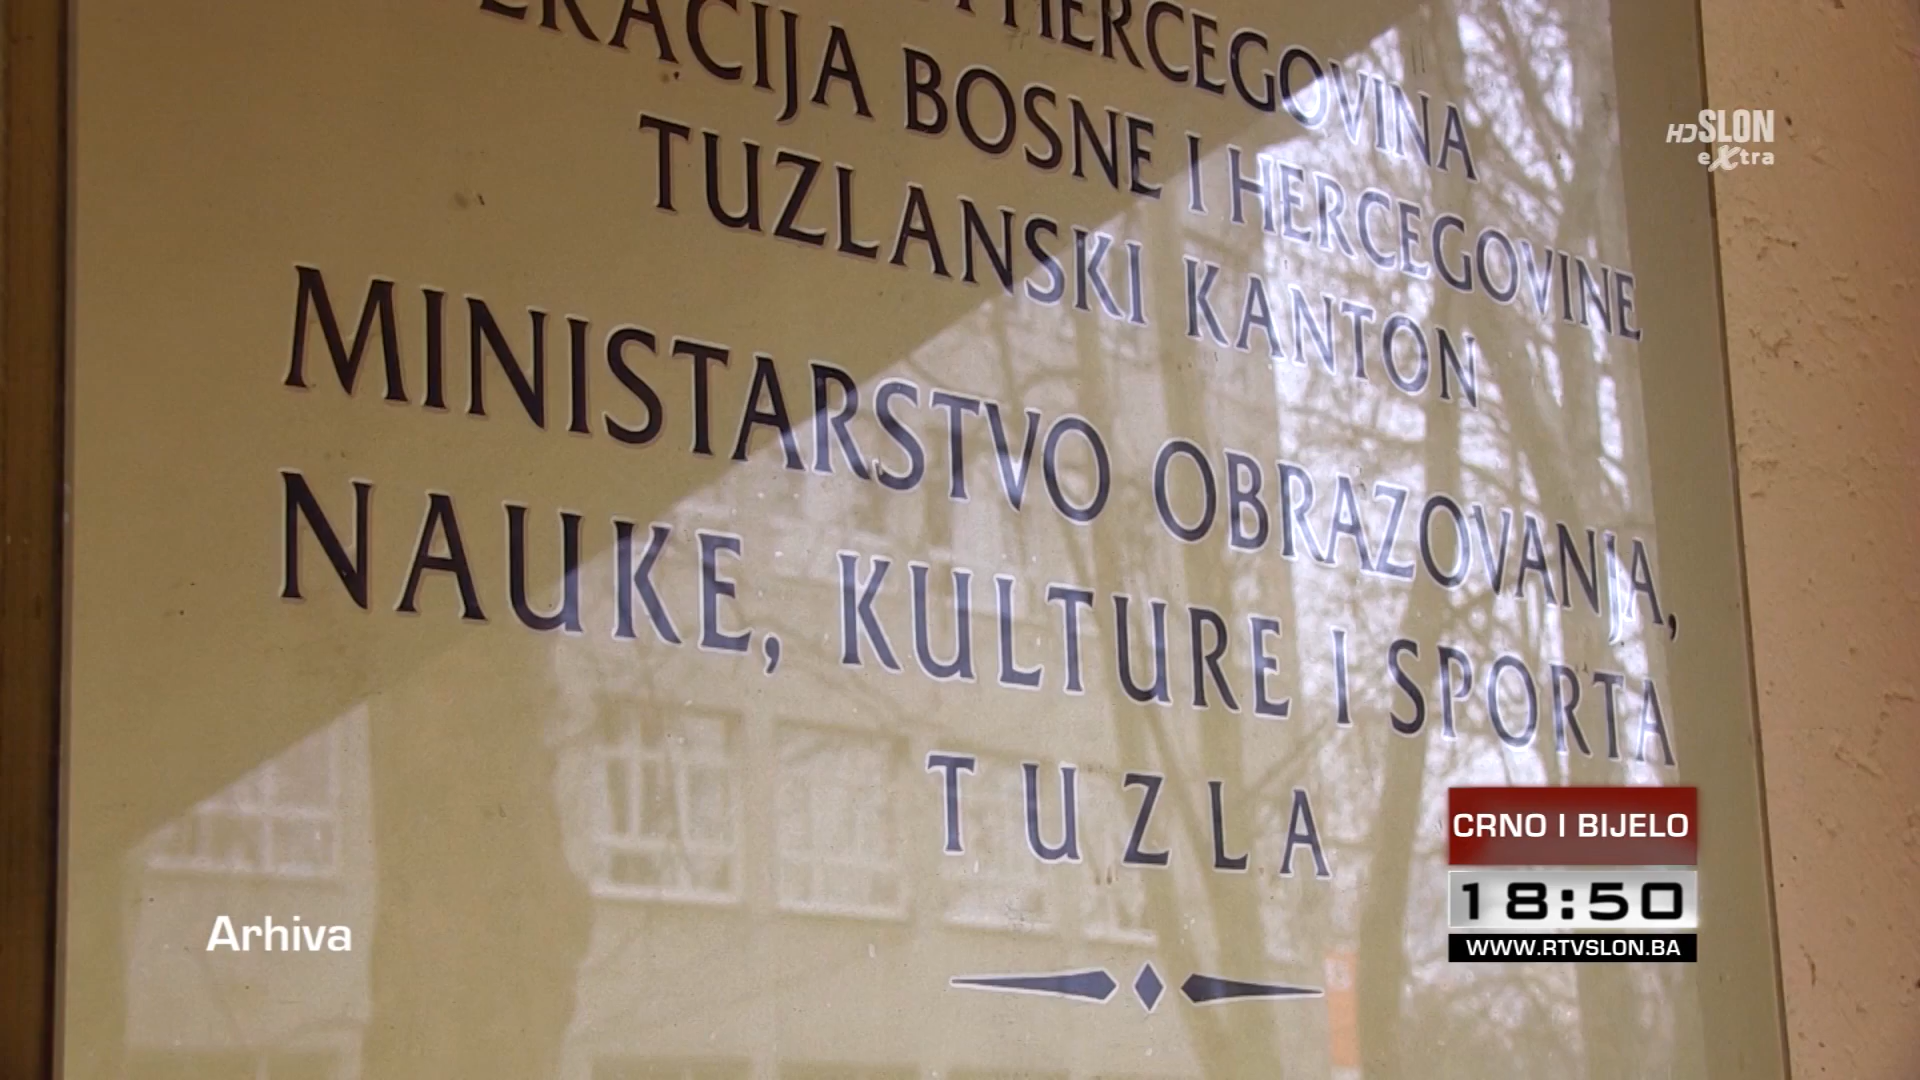 HERCEGOVINA
BOSNE I HERCEGOVINE
TUZLANSKI KANTON
MINISTARSTVO OBRAZOVANJA,
NAUKE, KULTURE I SPORTA
TUZLA
HD SLON
extra
CRNO I BIJELO
18:50
WWW.RTVSLON.BA
Arhiva